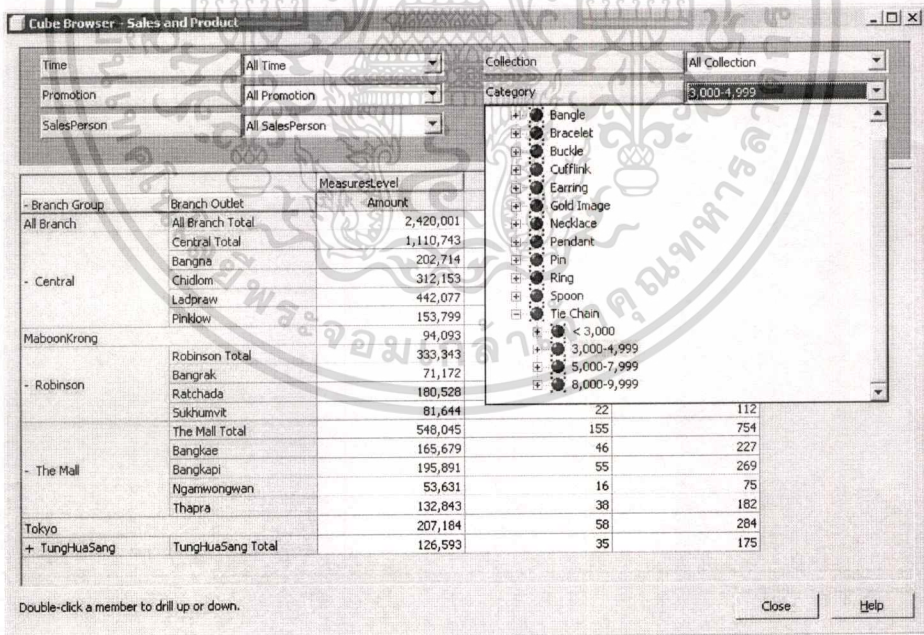 Cube Browser - Sales and Product
Time All Time Collection All Collection
Promotion All Promotion Category 3,000-4,999
SalesPerson All SalesPerson
Bangle
Bracelet
Buckle
Cufflink
Earring
Gold Image
Necklace
Pendant
Pin
Ring
Spoon
Tie Chain
< 3,000
3,000-4,999
5,000-7,999
8,000-9,999
MeasuresLevel
- Branch Group Branch Outlet Amount
All Branch All Branch Total 2,420,001
Central Total 1,110,743
Bangna 202,714
- Central Chidlom 312,153
Ladpraw 442,077
Pinklow 153,799
MaboonKrong 94,093
Robinson Total 333,343
Bangrak 71,172
- Robinson Ratchada 180,528
Sukhumvit 81,644 22 112
The Mall Total 548,045 155 754
Bangkae 165,679 46 227
- The Mall Bangkapi 195,891 55 269
Ngamwongwan 53,631 16 75
Thapra 132,843 38 182
Tokyo 207,184 58 284
+ TungHuaSang TungHuaSang Total 126,593 35 175
Double-click a member to drill up or down. Close Help